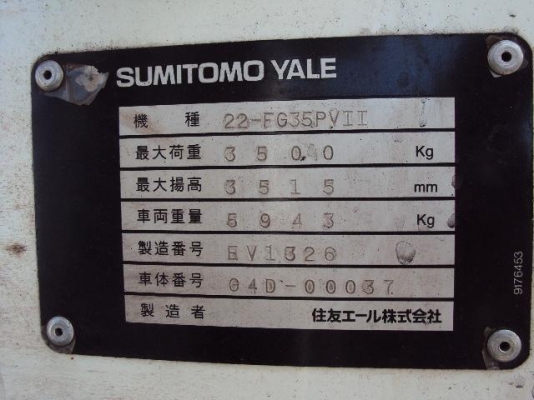 SUMITOMO YALE
機 種 22-FG35PVII
最大荷重 3500 Kg
最大揚高 3515 mm
車両重量 5943 Kg
製造番号 EV1326
車体番号 G4D-00037
製造者 住友エール株式会社
9176453